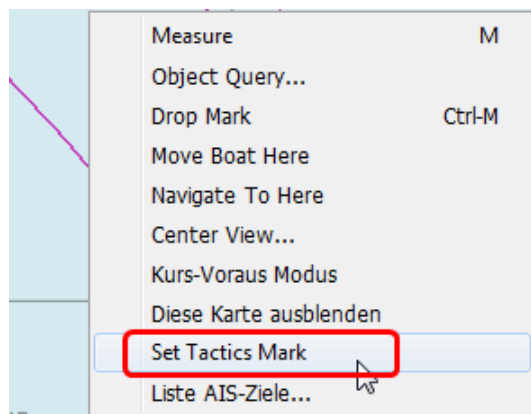 Measure M
Object Query...
Drop Mark Ctrl-M
Move Boat Here
Navigate To Here
Center View...
Kurs-Voraus Modus
Diese Karte ausblenden
Set Tactics Mark
Liste AIS-Ziele...